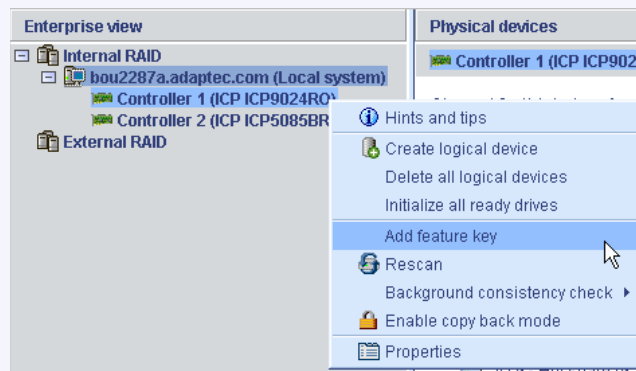 Enterprise view
Physical devices
Internal RAID
bou2287a.adaptec.com (Local system)
Controller 1 (ICP ICP9024RO)
Controller 2 (ICP ICP5085BR
External RAID
Controller 1 (ICP ICP902
Hints and tips
Create logical device
Delete all logical devices
Initialize all ready drives
Add feature key
Rescan
Background consistency check
Enable copy back mode
Properties